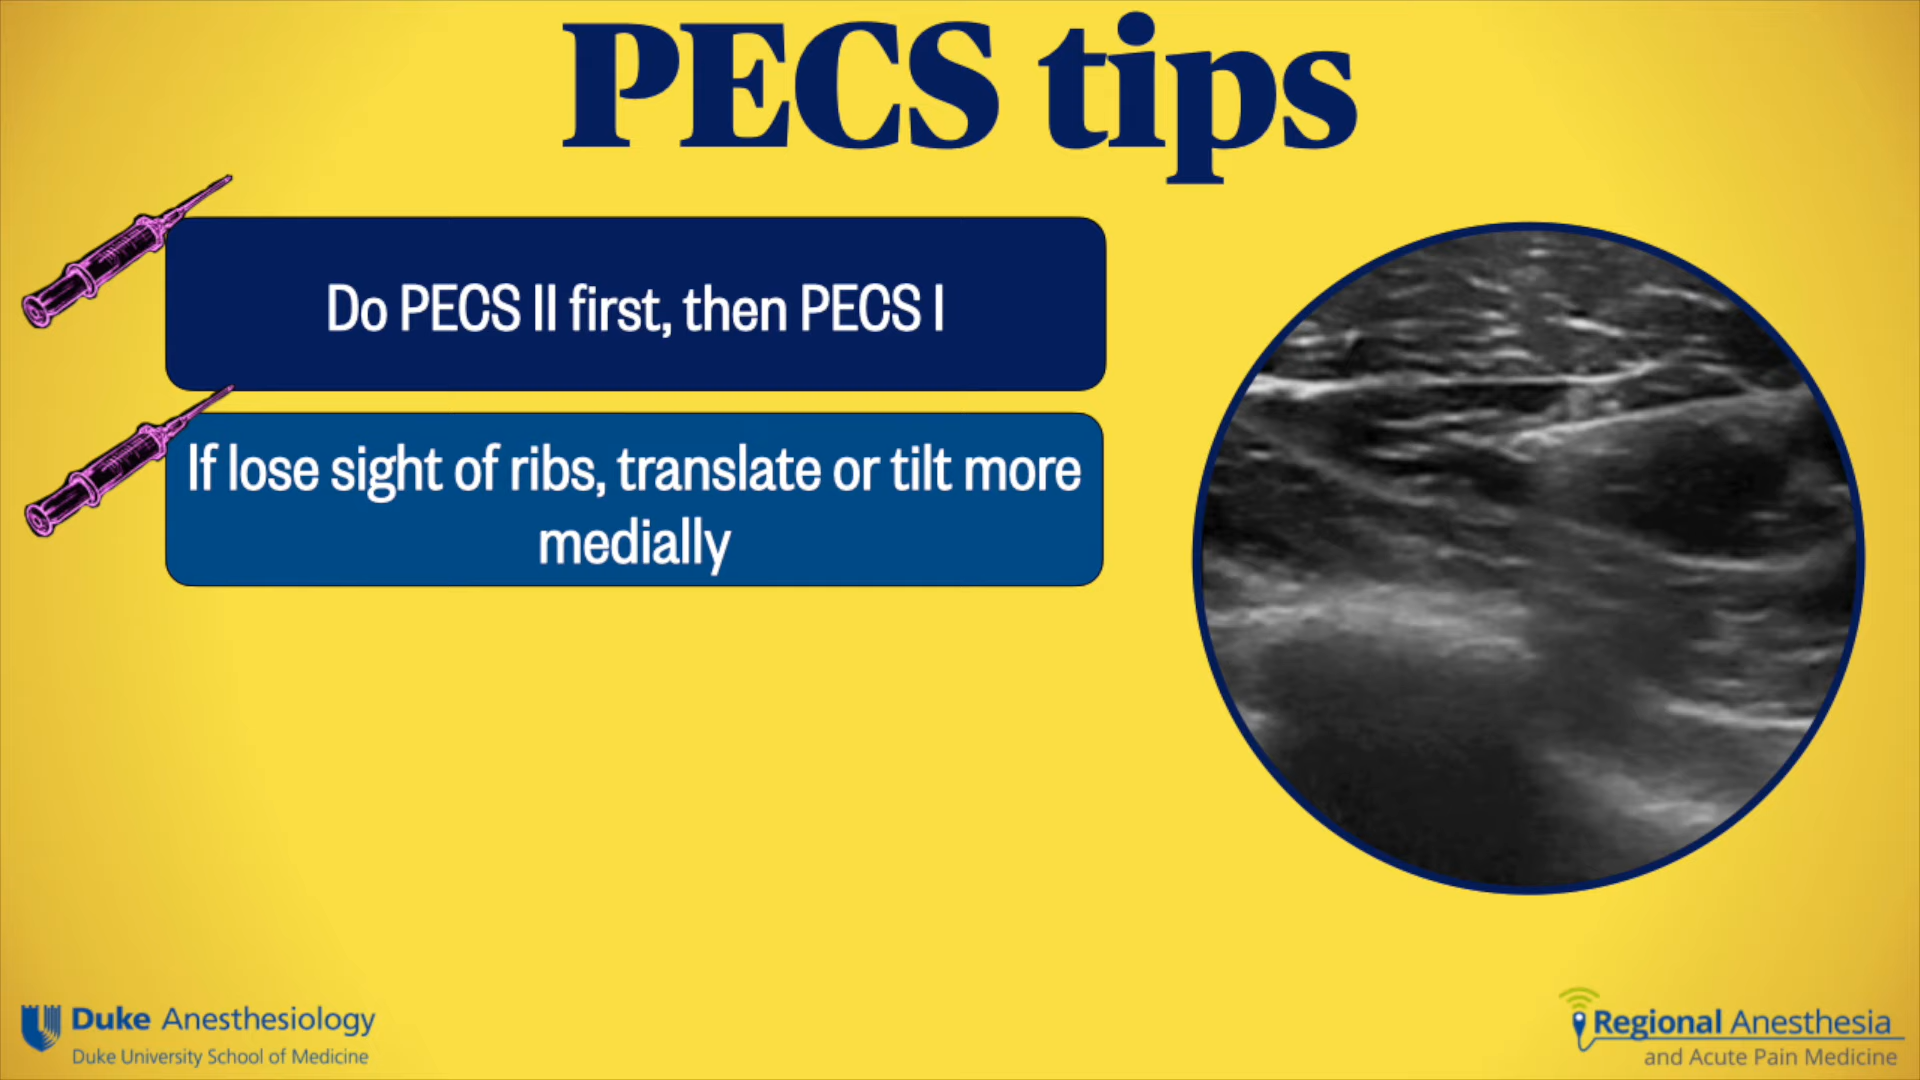 PECS tips
Do PECS II first, then PECS I
If lose sight of ribs, translate or tilt more
medially
Duke Anesthesiology
Duke University School of Medicine
Regional Anesthesia
and Acute Pain Medicine